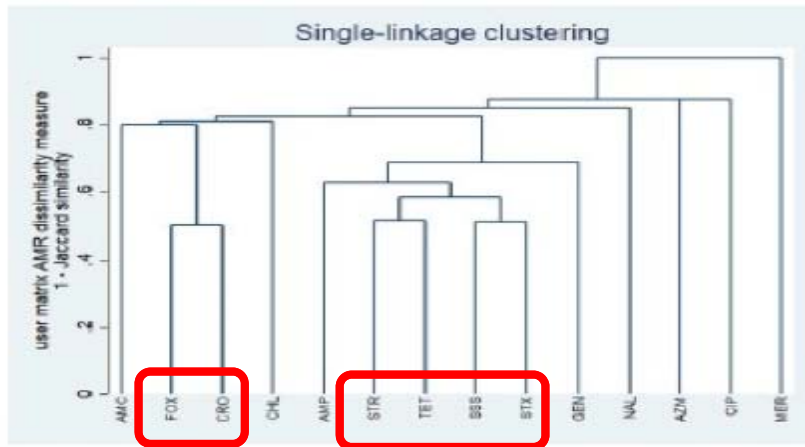 Single-linkage clustering
user matrix AMR dissimilarity measure
1 - Jaccard similarity
1
.8
.6
.4
.2
0
AMC FOX CRO CHL AMP STR TET SSS STX GEN NAL AZM CIP MER